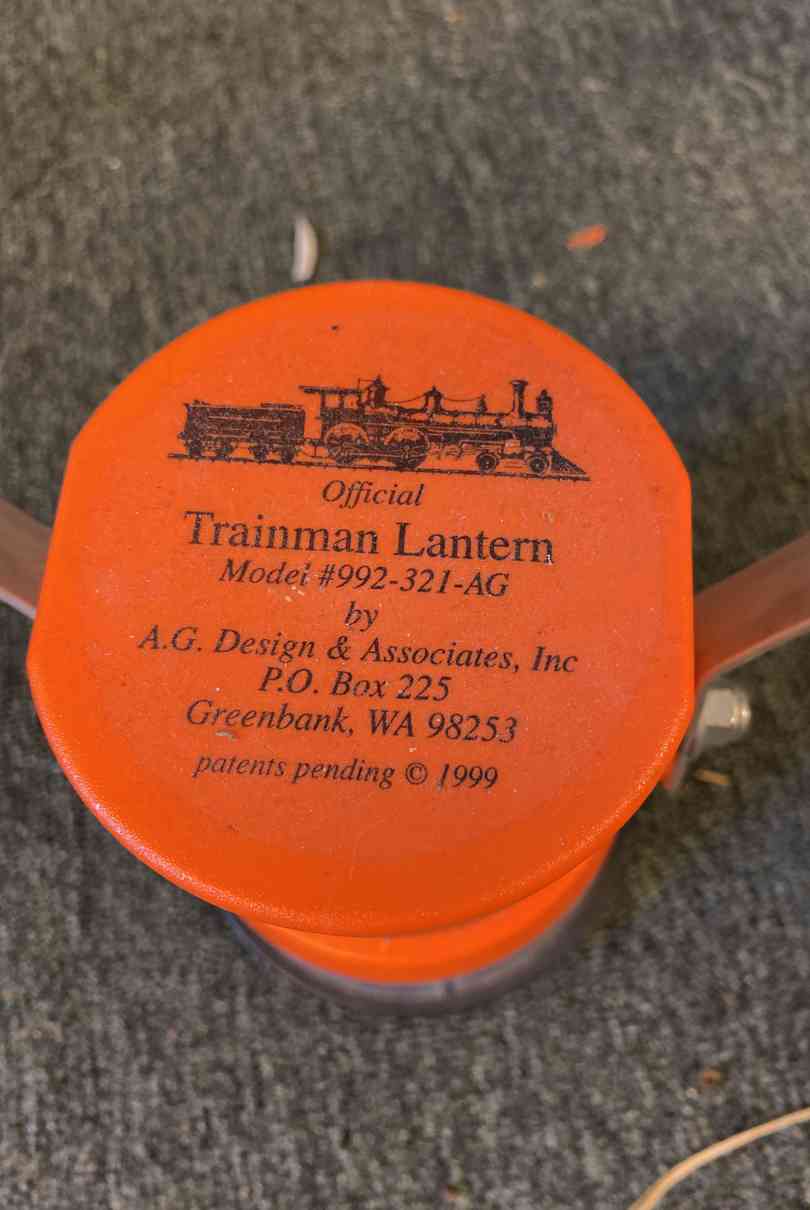 Official
Trainman Lantern
Model #992-321-AG
by
A.G. Design & Associates, Inc
P.O. Box 225
Greenbank, WA 98253
patents pending © 1999